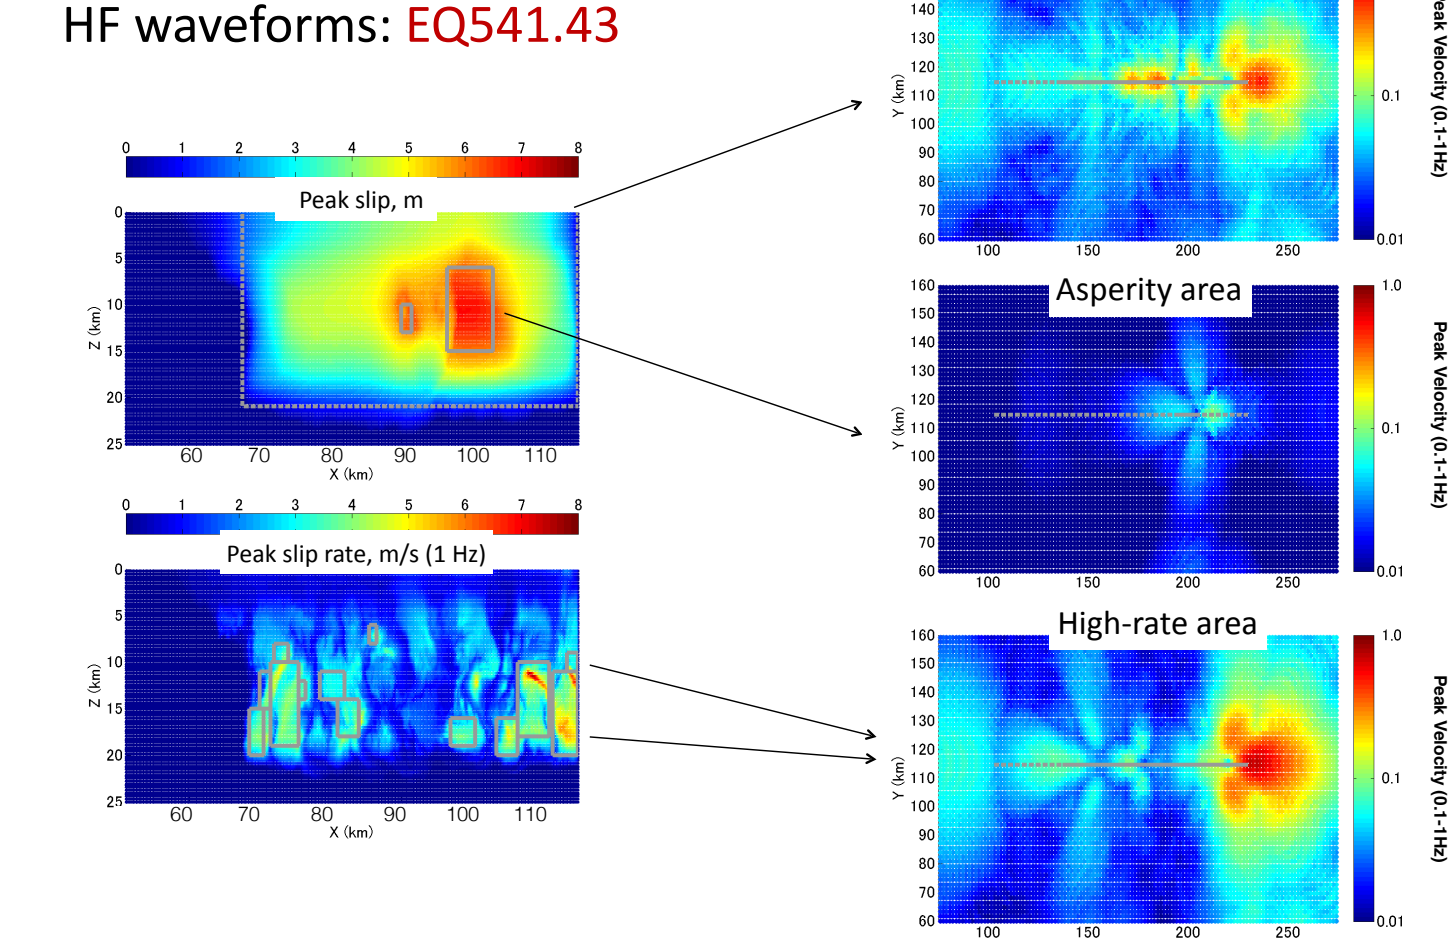 HF waveforms: EQ541.43
0 1 2 3 4 5 6 7 8
Peak slip, m
0
5
10
15
20
25
Z (km)
60 70 80 90 100 110
X (km)
0 1 2 3 4 5 6 7 8
Peak slip rate, m/s (1 Hz)
0
5
10
15
20
25
Z (km)
60 70 80 90 100 110
X (km)
140
130
120
110
100
90
80
70
60
Y (km)
100 150 200 250
0.1
0.01
Peak Velocity (0.1-1Hz)
Asperity area
160
150
140
130
120
110
100
90
80
70
60
Y (km)
100 150 200 250
1.0
0.1
0.01
Peak Velocity (0.1-1Hz)
High-rate area
160
150
140
130
120
110
100
90
80
70
60
Y (km)
100 150 200 250
1.0
0.1
0.01
Peak Velocity (0.1-1Hz)